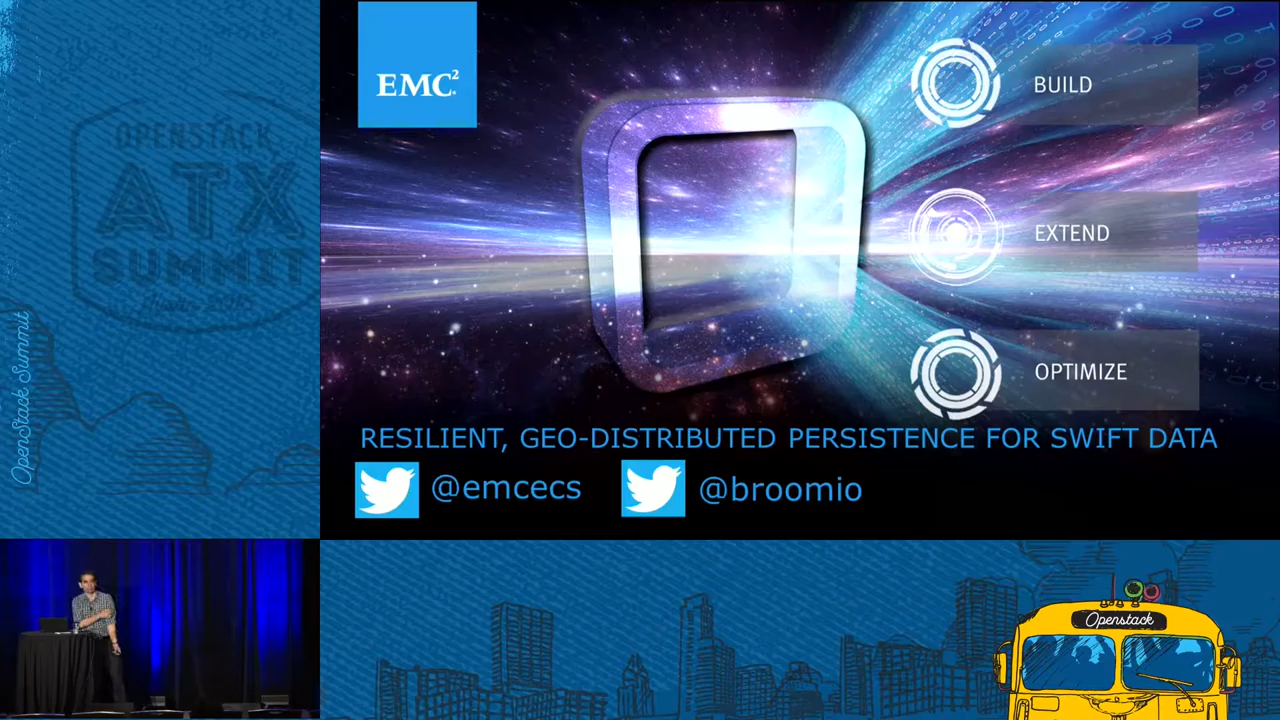 EMC²
BUILD
EXTEND
OPTIMIZE
RESILIENT, GEO-DISTRIBUTED PERSISTENCE FOR SWIFT DATA
@emcecs
@broomio
OPENSTACK
ATX
SUMMIT
OpenStack Summit
Openstack